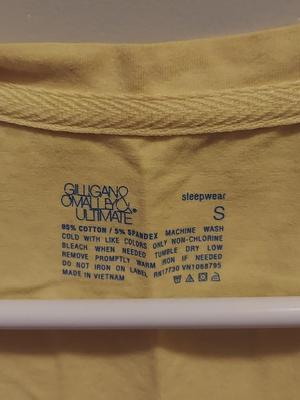 GILLIGAN &
O'MALLEY
ULTIMATE
sleepwear
S
95% COTTON / 5% SPANDEX MACHINE WASH
COLD WITH LIKE COLORS ONLY NON-CHLORINE
BLEACH WHEN NEEDED TUMBLE DRY LOW
REMOVE PROMPTLY WARM IRON IF NEEDED
DO NOT IRON ON LABEL RN17730 VN1068795
MADE IN VIETNAM